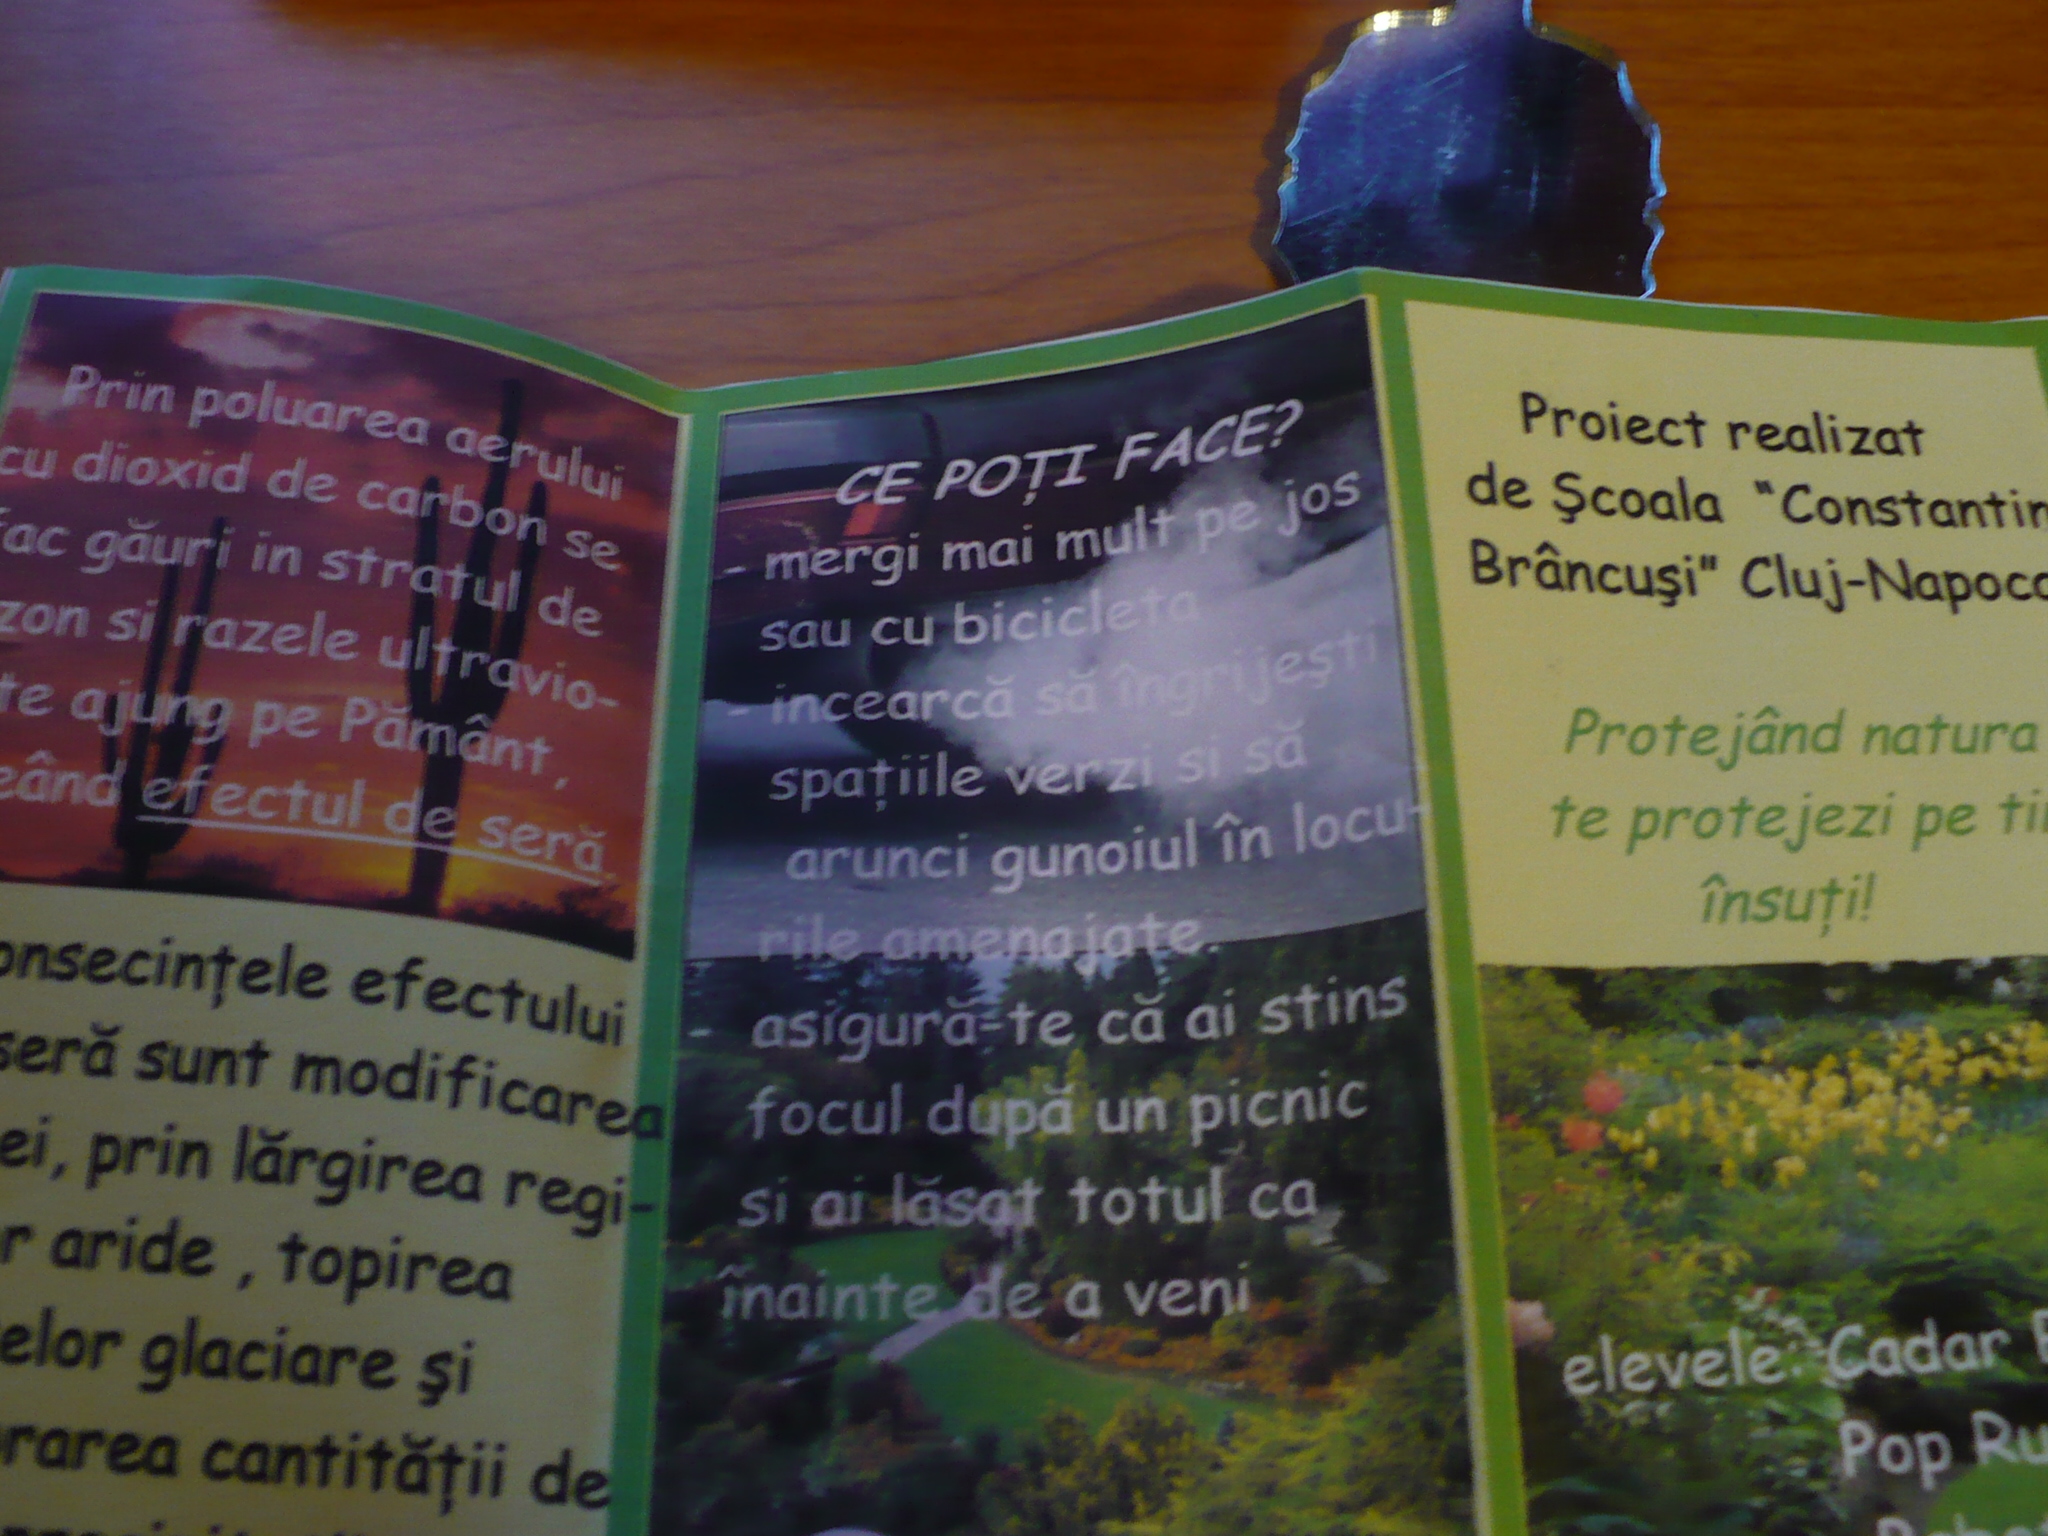 Prin poluarea aerului
cu dioxid de carbon se
fac găuri in stratul de
zon si razele ultravio-
te ajung pe Pământ,
eând efectul de seră.
onsecințele efectului
seră sunt modificarea
ei, prin lărgirea regi-
r aride , topirea
elor glaciare şi
rarea cantității de
CE POȚI FACE?
- mergi mai mult pe jos
sau cu bicicleta
- incearcă să îngrijeşti
spațiile verzi si să
arunci gunoiul în locu-
rile amenajate.
- asigură-te că ai stins
focul după un picnic
si ai lăsat totul ca
înainte de a veni
Proiect realizat
de Şcoala "Constantin
Brâncuşi" Cluj-Napoca
Protejând natura
te protejezi pe ti
însuți!
elevele: Cadar
Pop Ru